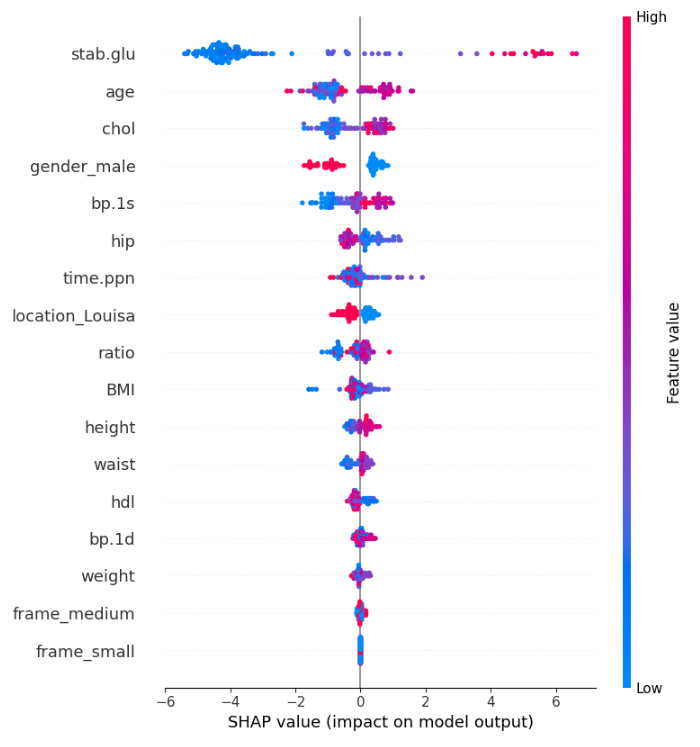 High
stab.glu
age
chol
gender_male
bp.1s
hip
time.ppn
location_Louisa
ratio
BMI
height
waist
hdl
bp.1d
weight
frame_medium
frame_small
Feature value
Low
−6 −4 −2 0 2 4 6
SHAP value (impact on model output)